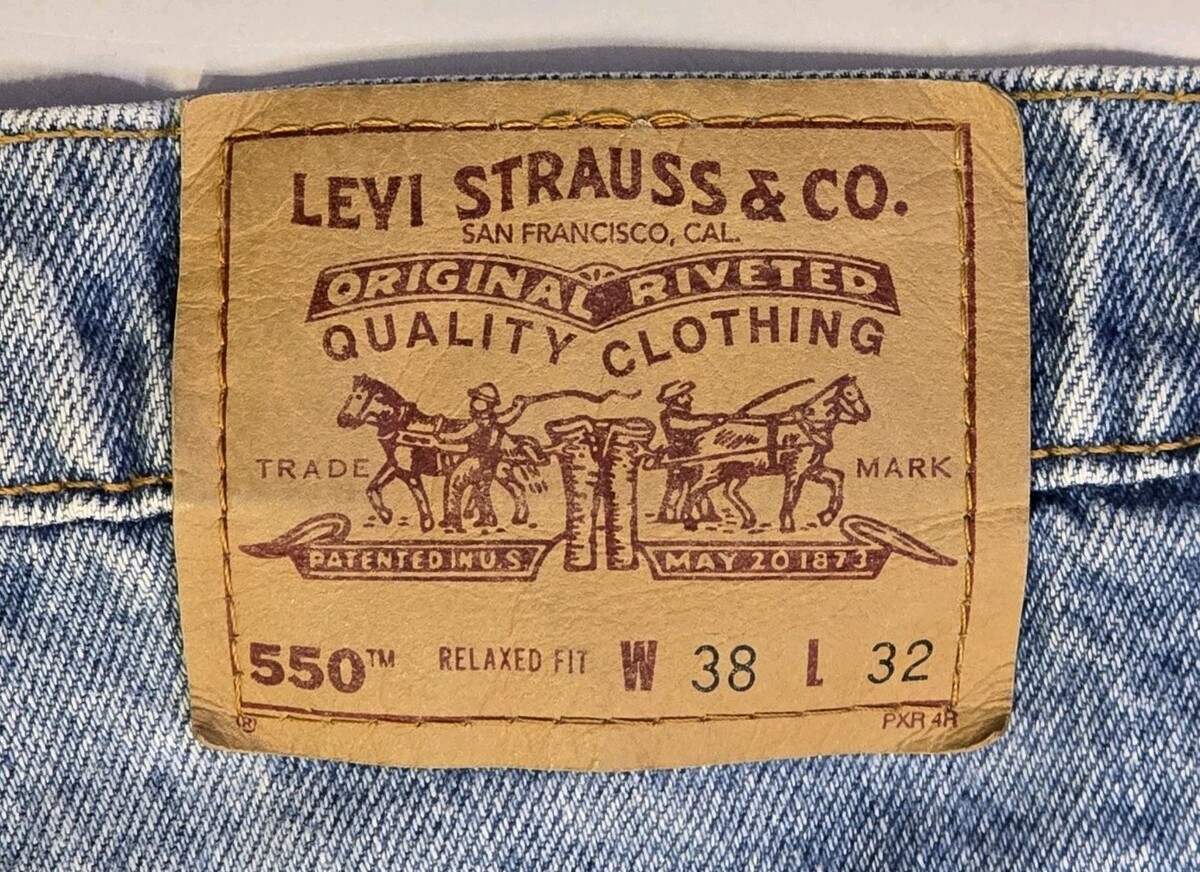 LEVI STRAUSS & CO.
SAN FRANCISCO, CAL.
ORIGINAL RIVETED
QUALITY CLOTHING
TRADE MARK
PATENTED IN U.S. MAY 20 1873
550™ RELAXED FIT W 38 L 32
® PXR 4R